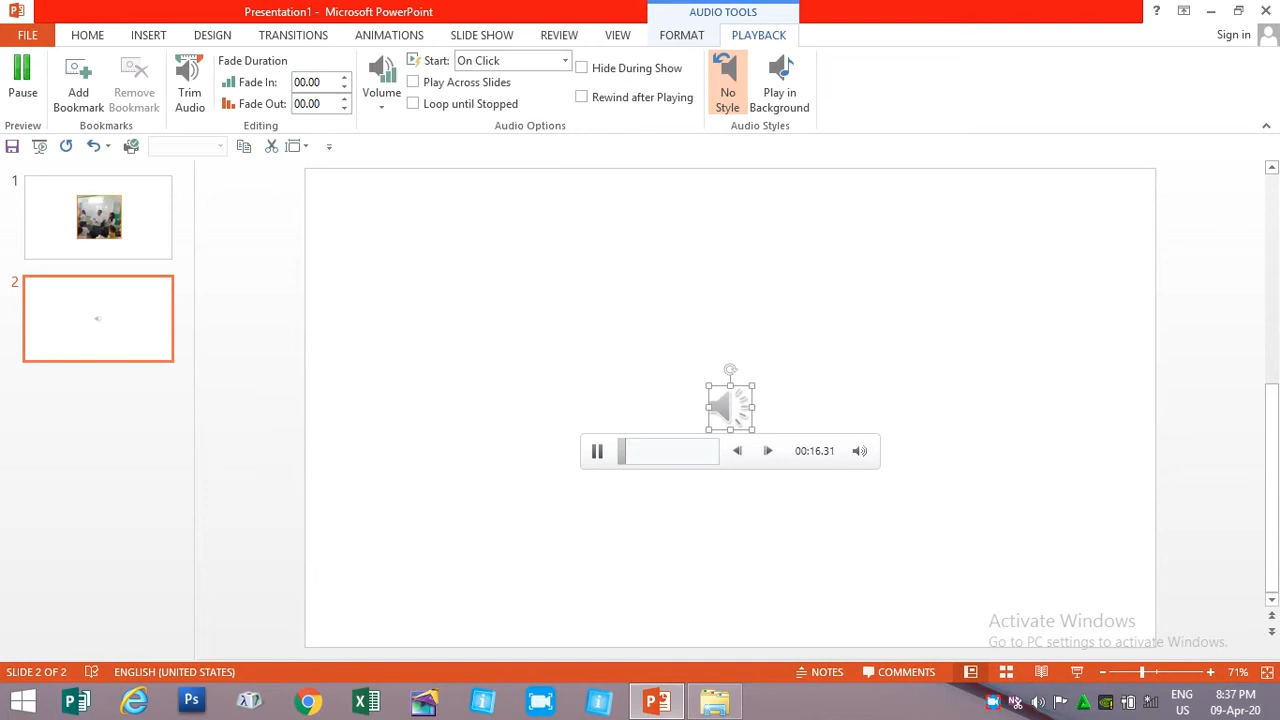 Presentation1 - Microsoft PowerPoint
AUDIO TOOLS
?
FILE HOME INSERT DESIGN TRANSITIONS ANIMATIONS SLIDE SHOW REVIEW VIEW FORMAT PLAYBACK Sign in
Pause
Add Bookmark
Remove Bookmark
Trim Audio
Fade Duration
Fade In: 00.00
Fade Out: 00.00
Volume
Start: On Click
Play Across Slides
Loop until Stopped
Hide During Show
Rewind after Playing
No Style
Play in Background
Preview Bookmarks Editing Audio Options Audio Styles
1
2
00:16.31
Activate Windows
Go to PC settings to activate Windows.
SLIDE 2 OF 2 ENGLISH (UNITED STATES) NOTES COMMENTS 71%
ENG 8:37 PM
US 09-Apr-20